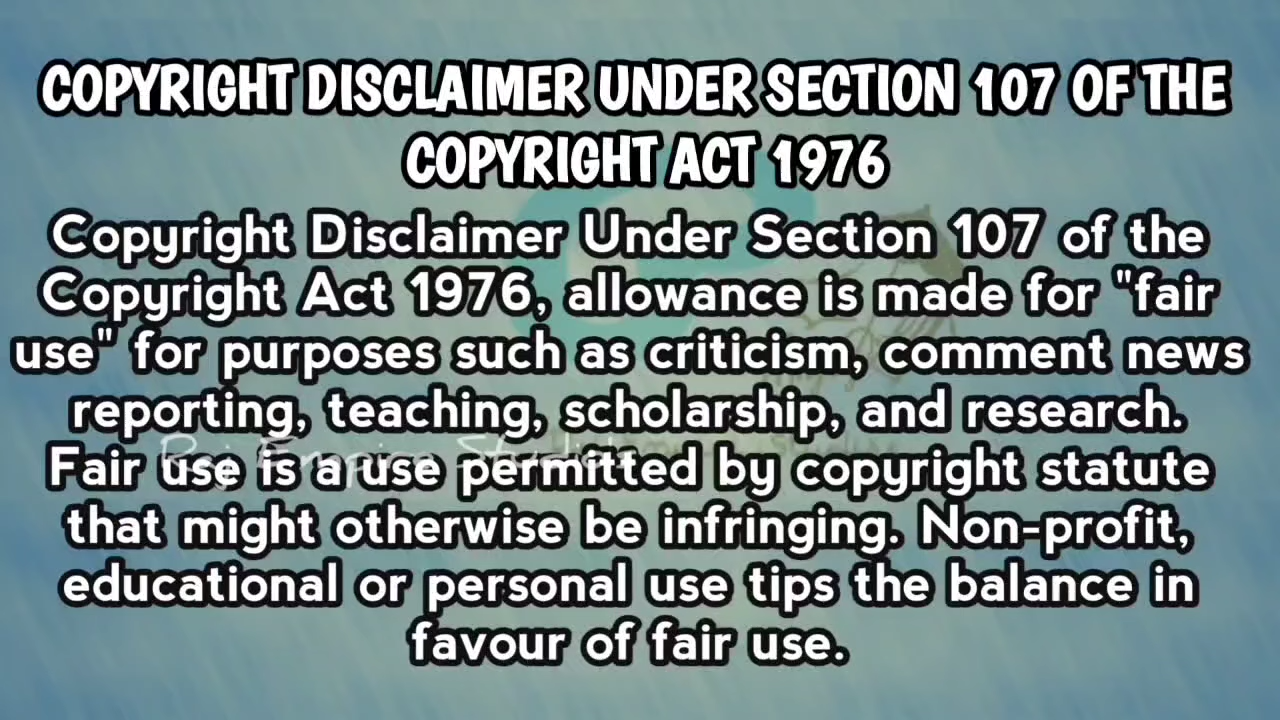 COPYRIGHT DISCLAIMER UNDER SECTION 107 OF THE
COPYRIGHT ACT 1976
Copyright Disclaimer Under Section 107 of the
Copyright Act 1976, allowance is made for "fair
use" for purposes such as criticism, comment news
reporting, teaching, scholarship, and research.
Raj Empire Studio's
Fair use is a use permitted by copyright statute
that might otherwise be infringing. Non-profit,
educational or personal use tips the balance in
favour of fair use.